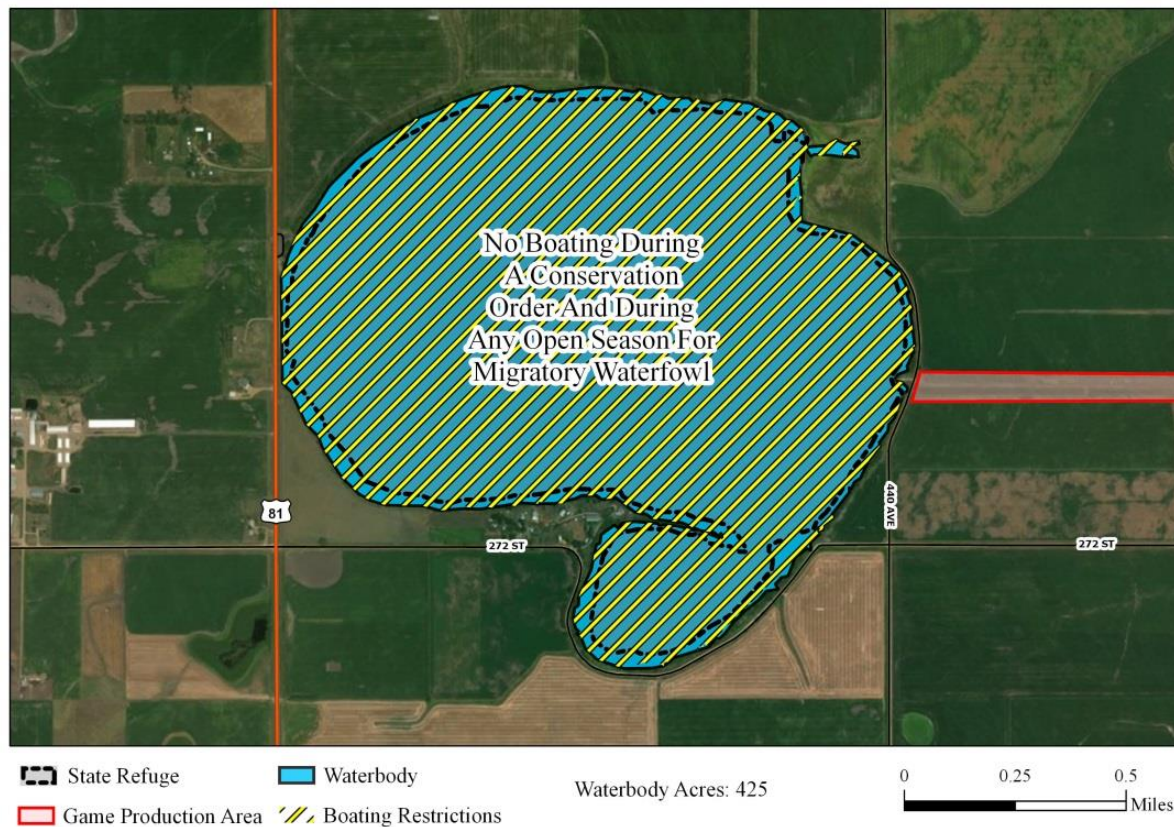 No Boating During
A Conservation
Order And During
Any Open Season For
Migratory Waterfowl
81
272 ST
440 AVE
272 ST
State Refuge
Waterbody
Waterbody Acres: 425
0 0.25 0.5
Miles
Game Production Area
Boating Restrictions